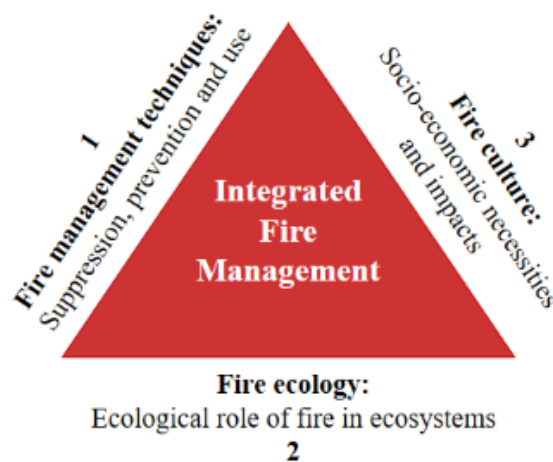 1
Fire management techniques:
Suppression, prevention and use
3
Fire culture:
Socio-economic necessities
and impacts
Integrated
Fire
Management
Fire ecology:
Ecological role of fire in ecosystems
2